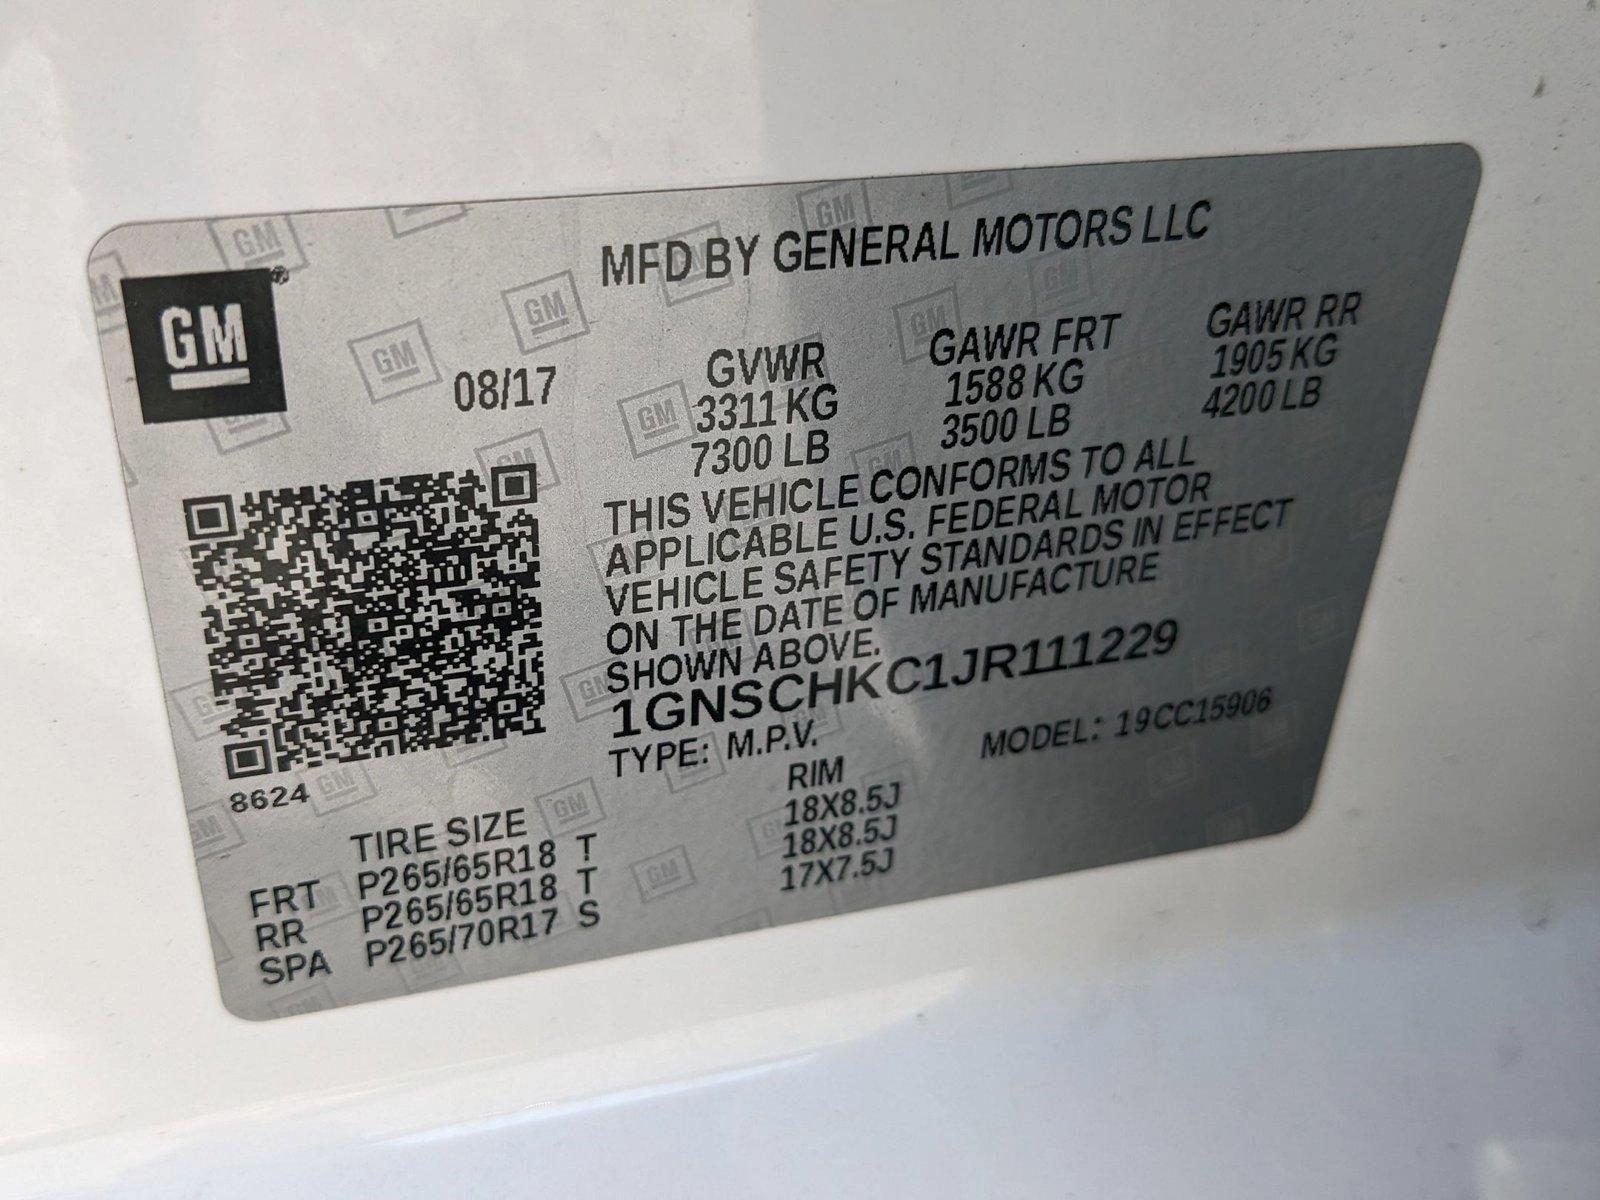 MFD BY GENERAL MOTORS LLC
GM
08/17
GVWR GAWR FRT GAWR RR
3311 KG 1588 KG 1905 KG
7300 LB 3500 LB 4200 LB
THIS VEHICLE CONFORMS TO ALL
APPLICABLE U.S. FEDERAL MOTOR
VEHICLE SAFETY STANDARDS IN EFFECT
ON THE DATE OF MANUFACTURE
SHOWN ABOVE.
1GNSCHKC1JR111229
TYPE: M.P.V. MODEL: 19CC15906
8624
TIRE SIZE RIM
FRT P265/65R18 T 18X8.5J
RR P265/65R18 T 18X8.5J
SPA P265/70R17 S 17X7.5J